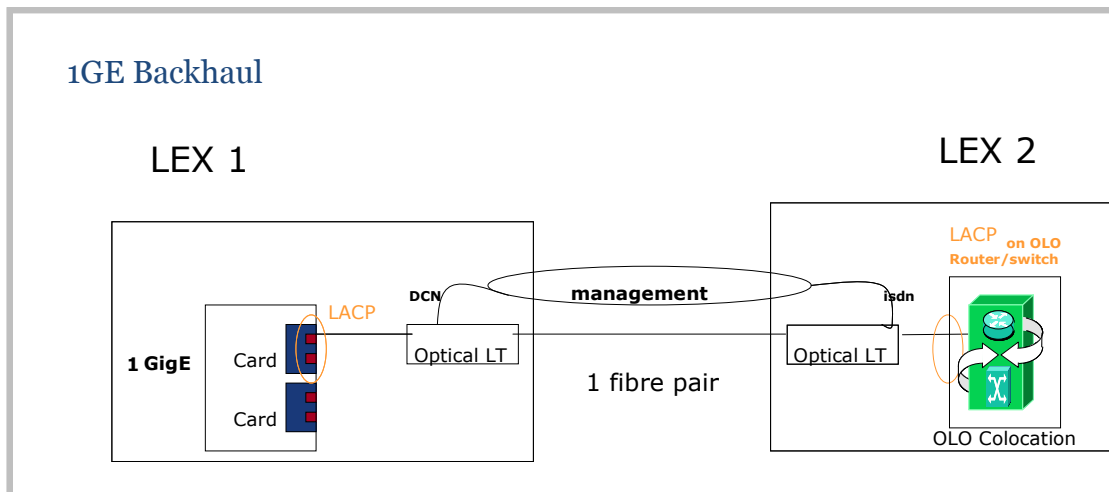 1GE Backhaul
LEX 1
LEX 2
LACP on OLO
Router/switch
DCN
management
isdn
LACP
Optical LT
Optical LT
1 GigE
Card
1 fibre pair
Card
OLO Colocation